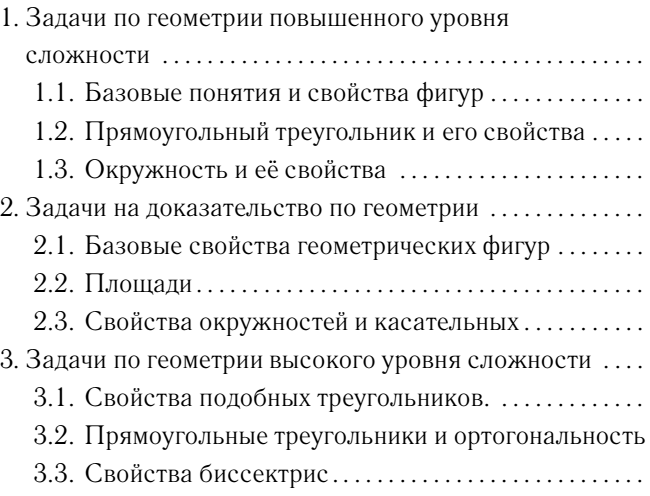 1. Задачи по геометрии повышенного уровня
сложности ............................................
1.1. Базовые понятия и свойства фигур .............
1.2. Прямоугольный треугольник и его свойства .....
1.3. Окружность и её свойства ......................
2. Задачи на доказательство по геометрии ..............
2.1. Базовые свойства геометрических фигур ........
2.2. Площади ........................................
2.3. Свойства окружностей и касательных ...........
3. Задачи по геометрии высокого уровня сложности ....
3.1. Свойства подобных треугольников. .............
3.2. Прямоугольные треугольники и ортогональность
3.3. Свойства биссектрис ............................